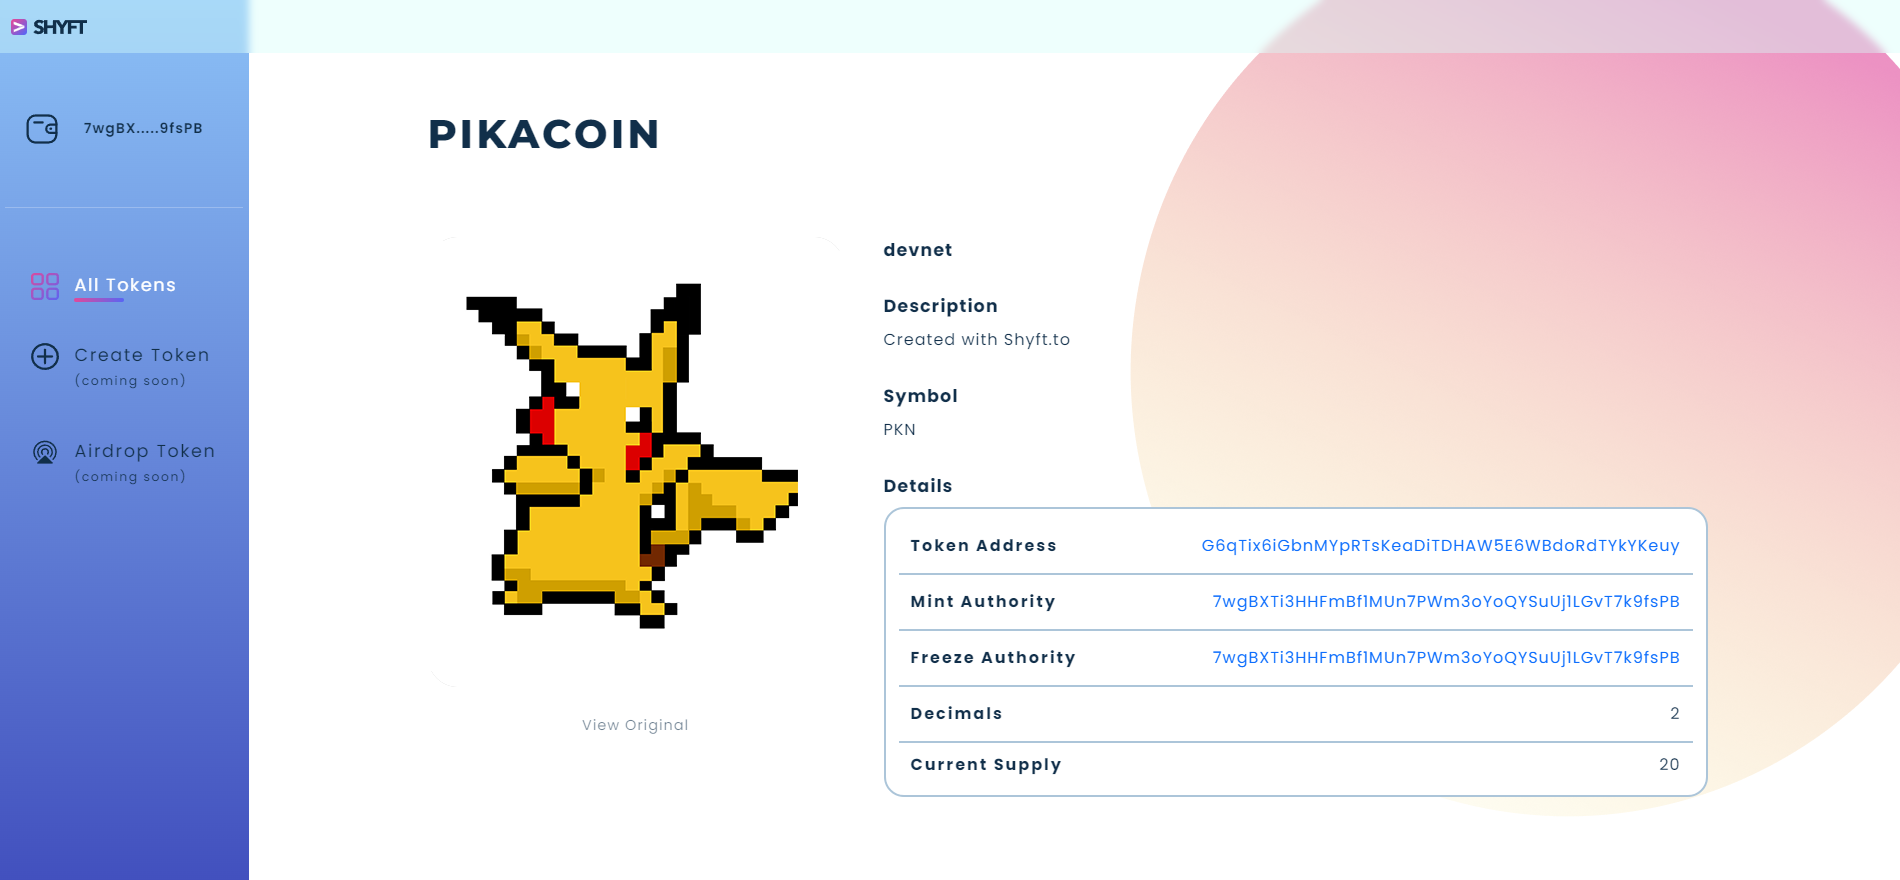 SHYFT
7wgBX.....9fsPB
All Tokens
Create Token
(coming soon)
Airdrop Token
(coming soon)
PIKACOIN
View Original
devnet
Description
Created with Shyft.to
Symbol
PKN
Details
Token Address G6qTix6iGbnMYpRTsKeaDiTDHAW5E6WBdoRdTYkYKeuy
Mint Authority 7wgBXTi3HHFmBf1MUn7PWm3oYoQYSuUj1LGvT7k9fsPB
Freeze Authority 7wgBXTi3HHFmBf1MUn7PWm3oYoQYSuUj1LGvT7k9fsPB
Decimals 2
Current Supply 20